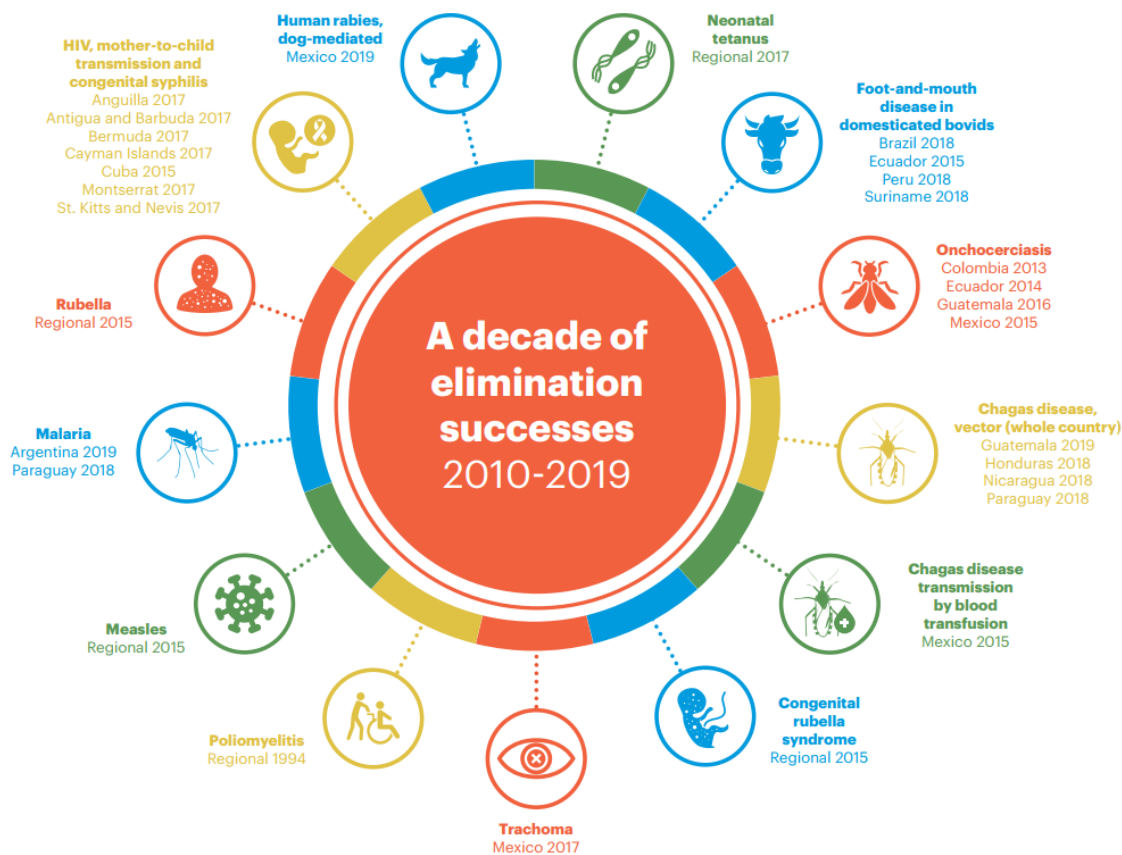 A decade of
elimination
successes
2010-2019
Human rabies,
dog-mediated
Mexico 2019
Neonatal
tetanus
Regional 2017
Foot-and-mouth
disease in
domesticated bovids
Brazil 2018
Ecuador 2015
Peru 2018
Suriname 2018
Onchocerciasis
Colombia 2013
Ecuador 2014
Guatemala 2016
Mexico 2015
Chagas disease,
vector (whole country)
Guatemala 2019
Honduras 2018
Nicaragua 2018
Paraguay 2018
Chagas disease
transmission
by blood
transfusion
Mexico 2015
Congenital
rubella
syndrome
Regional 2015
Trachoma
Mexico 2017
Poliomyelitis
Regional 1994
Measles
Regional 2015
Malaria
Argentina 2019
Paraguay 2018
Rubella
Regional 2015
HIV, mother-to-child
transmission and
congenital syphilis
Anguilla 2017
Antigua and Barbuda 2017
Bermuda 2017
Cayman Islands 2017
Cuba 2015
Montserrat 2017
St. Kitts and Nevis 2017